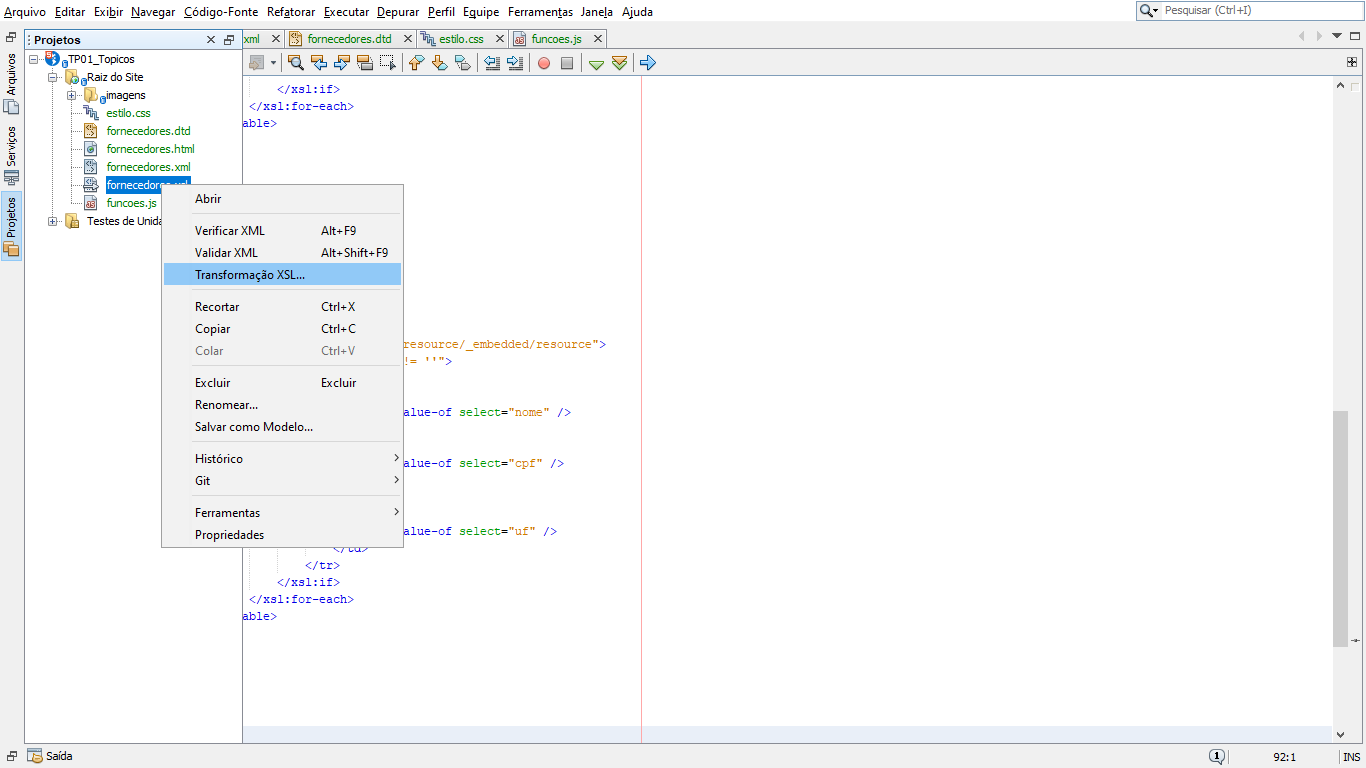 Arquivo Editar Exibir Navegar Código-Fonte Refatorar Executar Depurar Perfil Equipe Ferramentas Janela Ajuda
Pesquisar (Ctrl+I)
Projetos
xml
fornecedores.dtd
estilo.css
funcoes.js
Arquivos
Serviços
Projetos
TP01_Topicos
Raiz do Site
imagens
estilo.css
fornecedores.dtd
fornecedores.html
fornecedores.xml
fornecedores.xsl
funcoes.js
Testes de Unida
Abrir
Verificar XML Alt+F9
Validar XML Alt+Shift+F9
Transformação XSL...
Recortar Ctrl+X
Copiar Ctrl+C
Colar Ctrl+V
Excluir Excluir
Renomear...
Salvar como Modelo...
Histórico
Git
Ferramentas
Propriedades
</xsl:if>
</xsl:for-each>
able>
resource/_embedded/resource">
!= ''">
alue-of select="nome" />
alue-of select="cpf" />
alue-of select="uf" />
</td>
</tr>
</xsl:if>
</xsl:for-each>
able>
Saída
1
92:1
INS